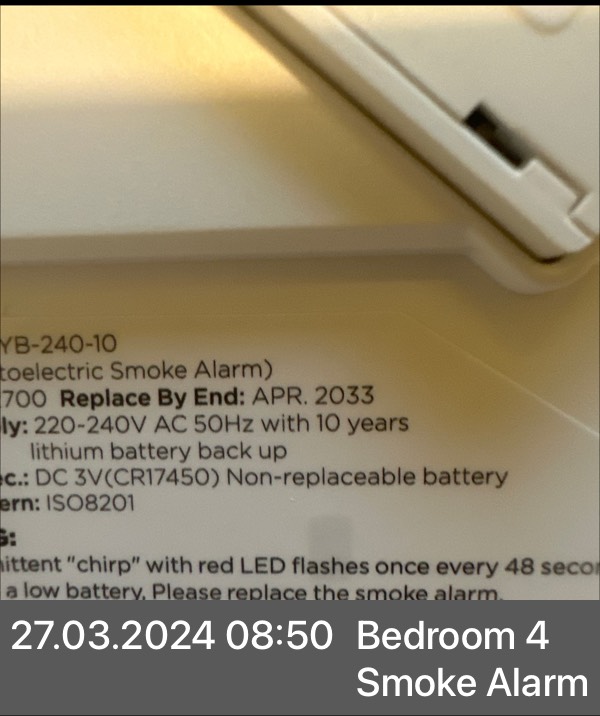 YB-240-10
toelectric Smoke Alarm)
700 Replace By End: APR. 2033
ly: 220-240V AC 50Hz with 10 years
lithium battery back up
c.: DC 3V(CR17450) Non-replaceable battery
ern: ISO8201
G:
ittent "chirp" with red LED flashes once every 48 secon
a low battery. Please replace the smoke alarm.
27.03.2024 08:50 Bedroom 4
Smoke Alarm